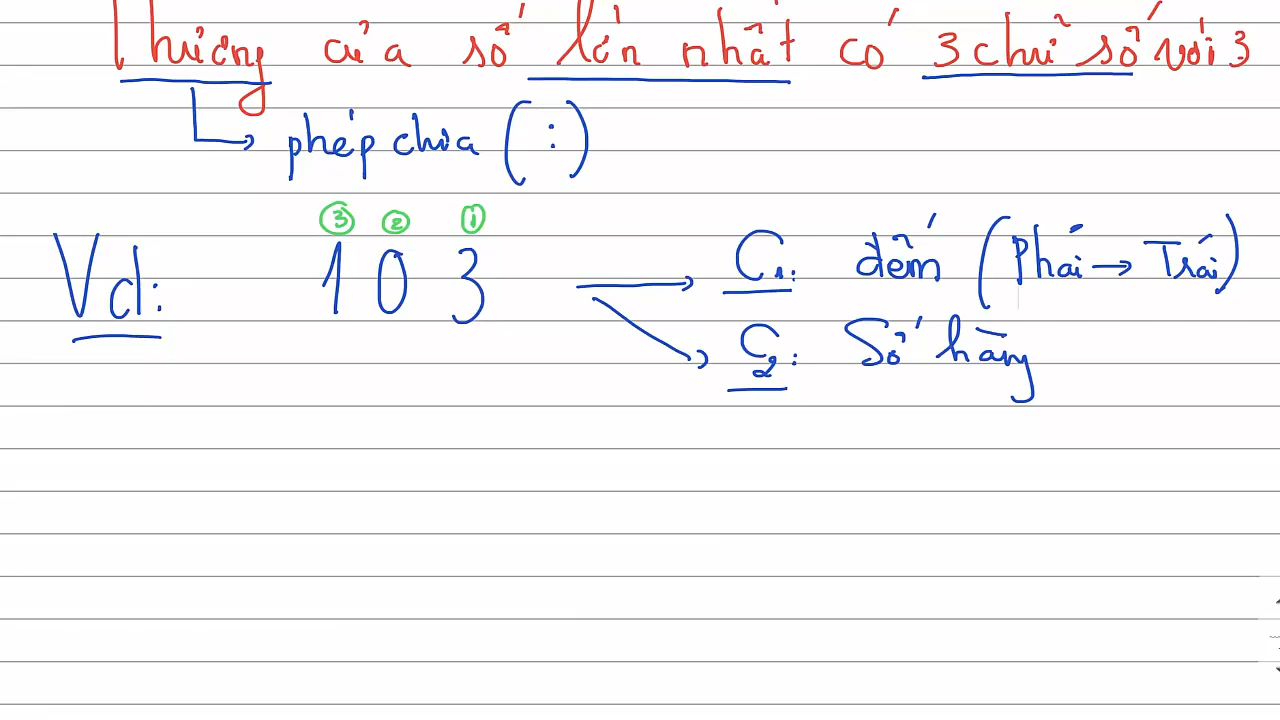 Thương của số lớn nhất có 3 chữ số với 3
phép chia (:)
③ ② ①
Vd: 1 0 3 → C1: đếm (Phải → Trái)
C2: Số hàng